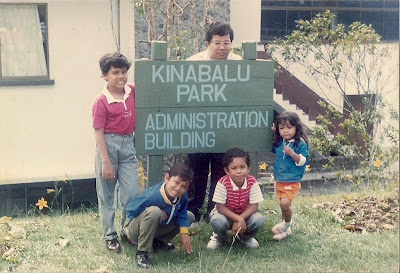 KINABALU
PARK
ADMINISTRATION
BUILDING